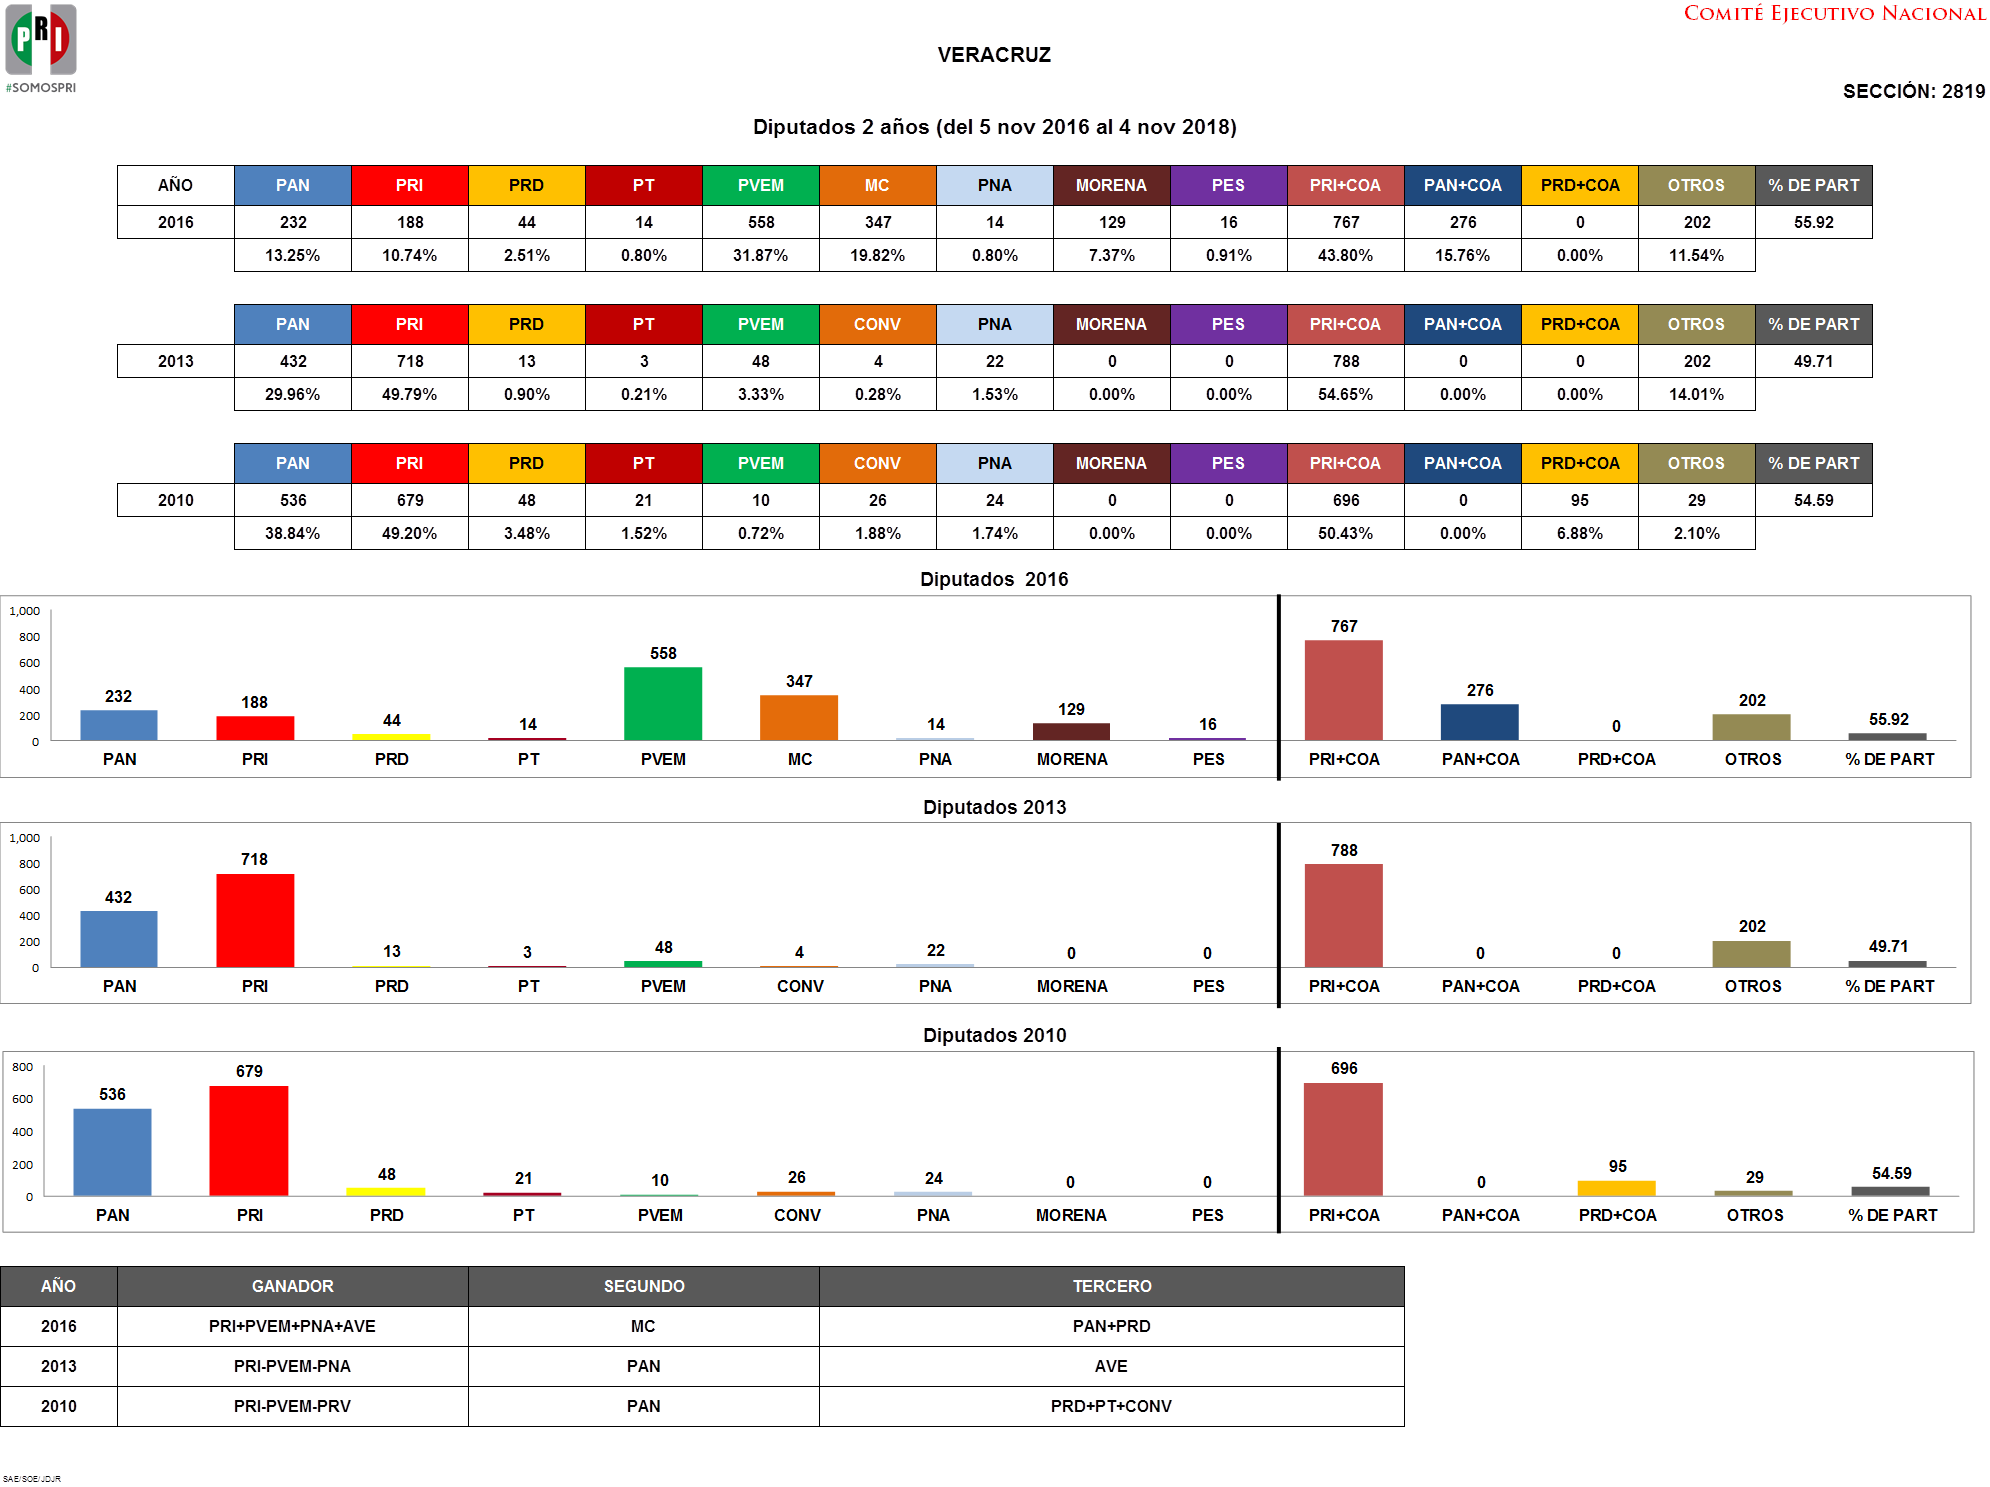 PRI
#SOMOSPRI
COMITÉ EJECUTIVO NACIONAL
VERACRUZ
SECCIÓN: 2819
Diputados 2 años (del 5 nov 2016 al 4 nov 2018)
AÑO PAN PRI PRD PT PVEM MC PNA MORENA PES PRI+COA PAN+COA PRD+COA OTROS % DE PART
2016 232 188 44 14 558 347 14 129 16 767 276 0 202 55.92
13.25% 10.74% 2.51% 0.80% 31.87% 19.82% 0.80% 7.37% 0.91% 43.80% 15.76% 0.00% 11.54%
PAN PRI PRD PT PVEM CONV PNA MORENA PES PRI+COA PAN+COA PRD+COA OTROS % DE PART
2013 432 718 13 3 48 4 22 0 0 788 0 0 202 49.71
29.96% 49.79% 0.90% 0.21% 3.33% 0.28% 1.53% 0.00% 0.00% 54.65% 0.00% 0.00% 14.01%
PAN PRI PRD PT PVEM CONV PNA MORENA PES PRI+COA PAN+COA PRD+COA OTROS % DE PART
2010 536 679 48 21 10 26 24 0 0 696 0 95 29 54.59
38.84% 49.20% 3.48% 1.52% 0.72% 1.88% 1.74% 0.00% 0.00% 50.43% 0.00% 6.88% 2.10%
Diputados 2016
1,000
800
600
400
200
0
232 188 44 14 558 347 14 129 16 767 276 0 202 55.92
PAN PRI PRD PT PVEM MC PNA MORENA PES PRI+COA PAN+COA PRD+COA OTROS % DE PART
Diputados 2013
1,000
800
600
400
200
0
432 718 13 3 48 4 22 0 0 788 0 0 202 49.71
PAN PRI PRD PT PVEM CONV PNA MORENA PES PRI+COA PAN+COA PRD+COA OTROS % DE PART
Diputados 2010
800
600
400
200
0
536 679 48 21 10 26 24 0 0 696 0 95 29 54.59
PAN PRI PRD PT PVEM CONV PNA MORENA PES PRI+COA PAN+COA PRD+COA OTROS % DE PART
AÑO GANADOR SEGUNDO TERCERO
2016 PRI+PVEM+PNA+AVE MC PAN+PRD
2013 PRI-PVEM-PNA PAN AVE
2010 PRI-PVEM-PRV PAN PRD+PT+CONV
SAE/SOE/JDJR